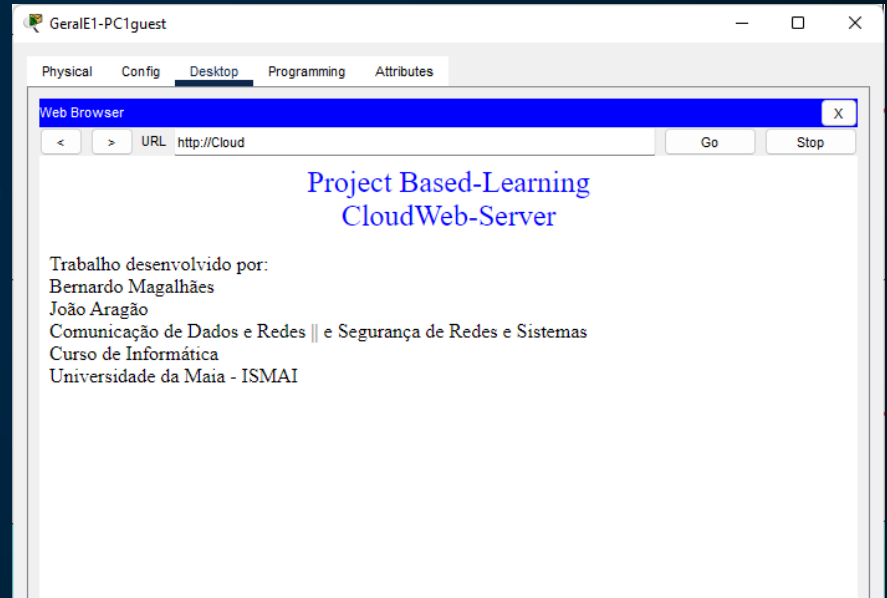 GeralE1-PC1guest
Physical Config Desktop Programming Attributes
Web Browser X
< > URL http://Cloud Go Stop
Project Based-Learning
CloudWeb-Server
Trabalho desenvolvido por:
Bernardo Magalhães
João Aragão
Comunicação de Dados e Redes || e Segurança de Redes e Sistemas
Curso de Informática
Universidade da Maia - ISMAI